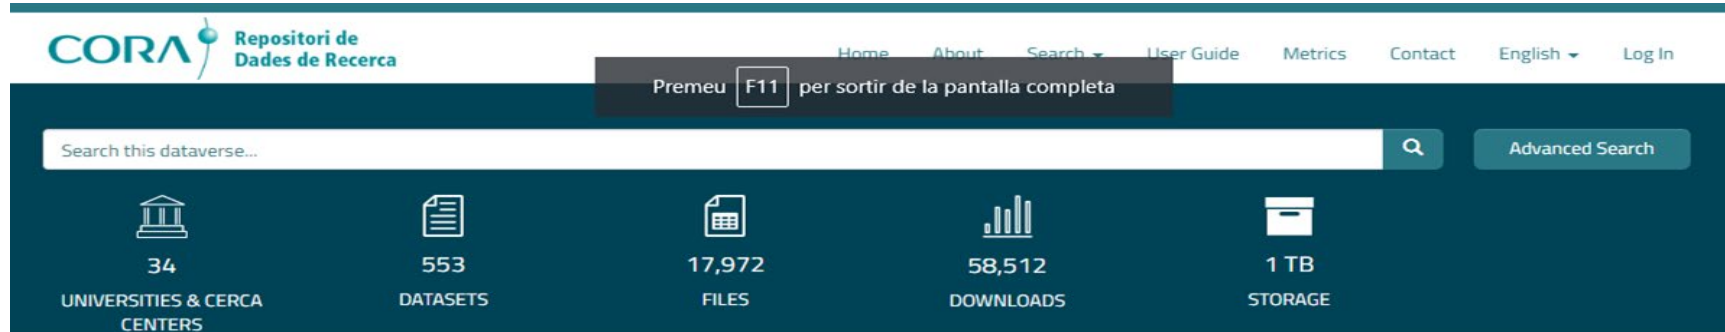 CORA Repositori de
Dades de Recerca
Home About Search User Guide Metrics Contact English Log In
Premeu F11 per sortir de la pantalla completa
Search this dataverse...
Advanced Search
34
UNIVERSITIES & CERCA
CENTERS
553
DATASETS
17,972
FILES
58,512
DOWNLOADS
1 TB
STORAGE